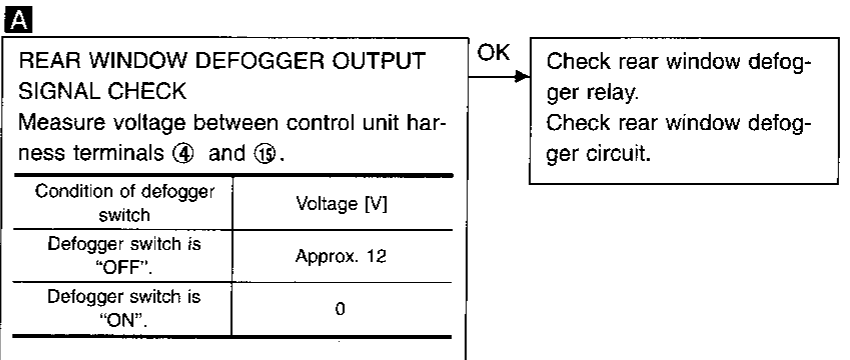 A
REAR WINDOW DEFOGGER OUTPUT
SIGNAL CHECK
Measure voltage between control unit har-
ness terminals ④ and ⑮.
Condition of defogger
switch
Voltage [V]
Defogger switch is
“OFF”.
Approx. 12
Defogger switch is
“ON”.
0
OK
Check rear window defog-
ger relay.
Check rear window defog-
ger circuit.